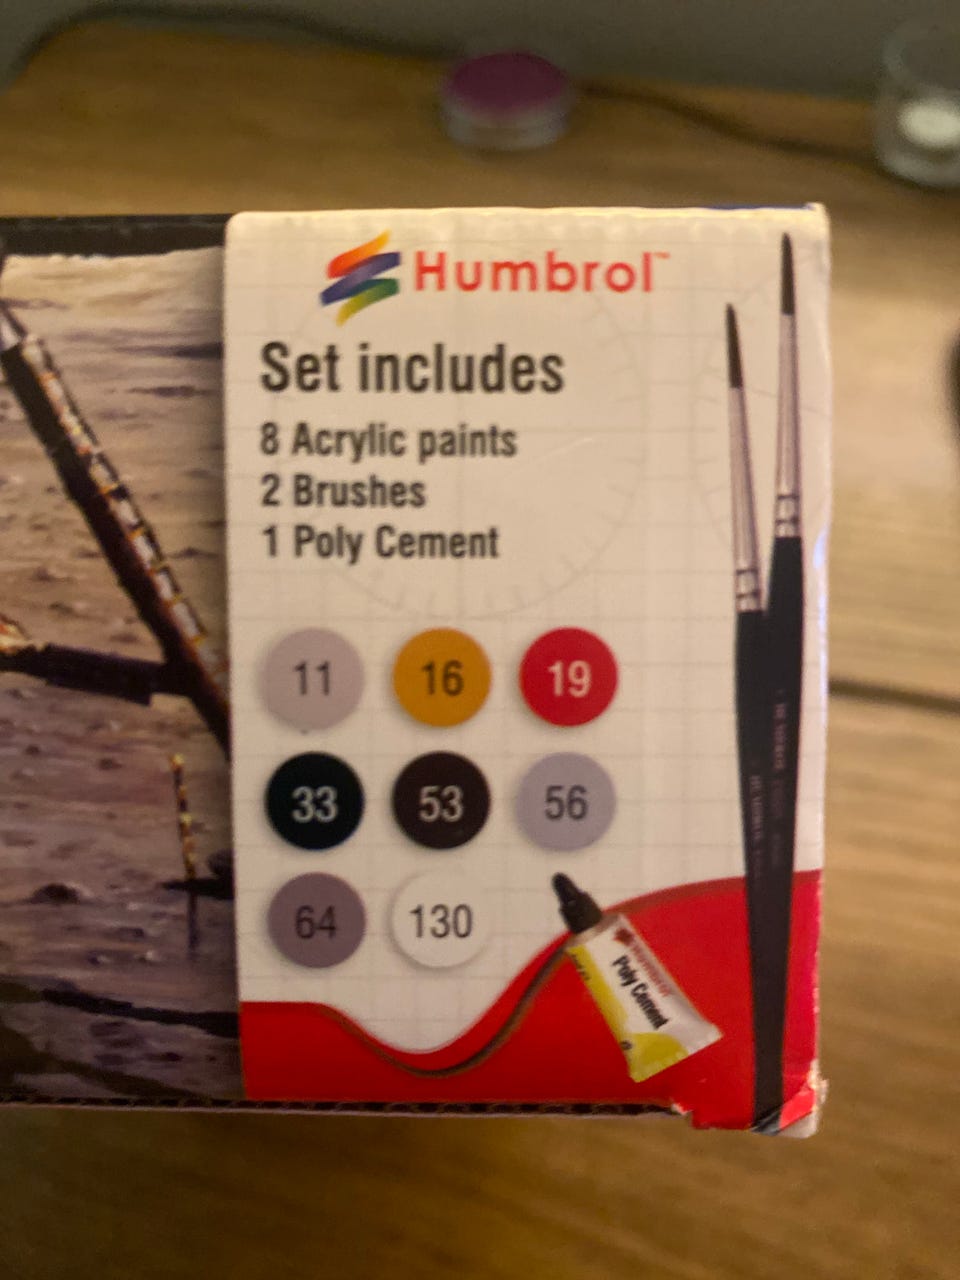 Humbrol™
Set includes
8 Acrylic paints
2 Brushes
1 Poly Cement
11 16 19
33 53 56
64 130
Poly Cement